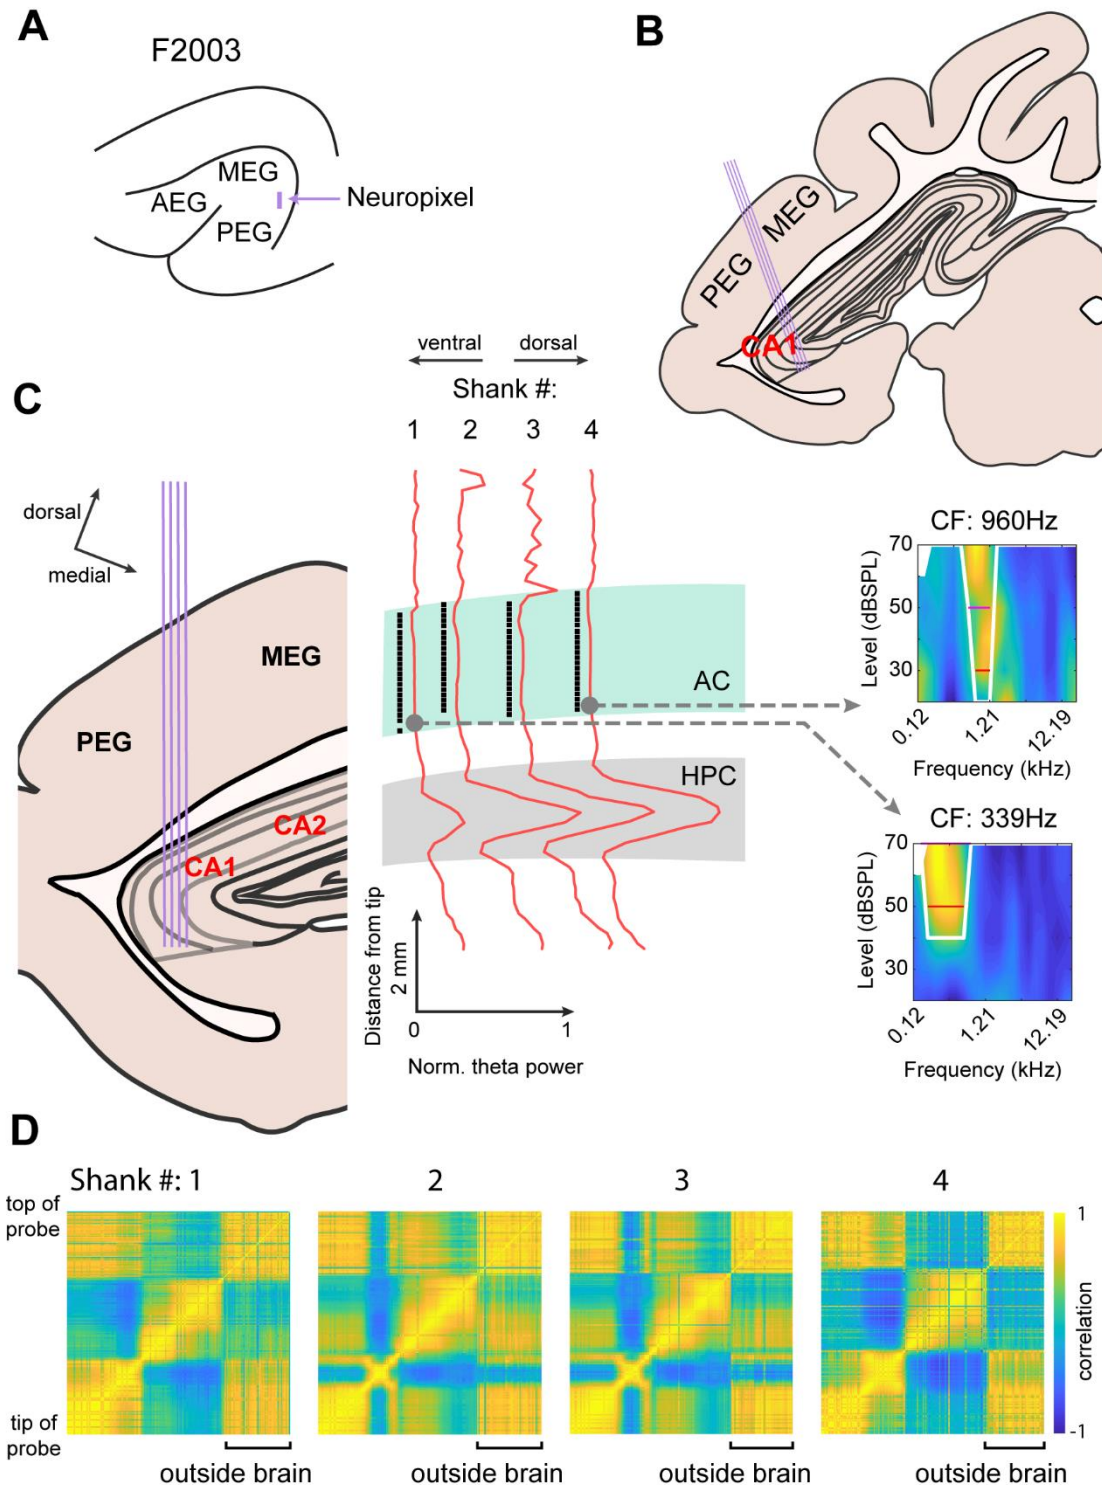 A
F2003
MEG
AEG
PEG
Neuropixel
B
MEG
PEG
CA1
C
dorsal
medial
MEG
PEG
CA2
CA1
ventral dorsal
Shank #:
1 2 3 4
AC
HPC
Distance from tip
2 mm
0 1
Norm. theta power
CF: 960Hz
Level (dBSPL)
70
50
30
0.12 1.21 12.19
Frequency (kHz)
CF: 339Hz
Level (dBSPL)
70
50
30
0.12 1.21 12.19
Frequency (kHz)
D
Shank #: 1 2 3 4
top of
probe
tip of
probe
outside brain outside brain outside brain outside brain
1
correlation
-1